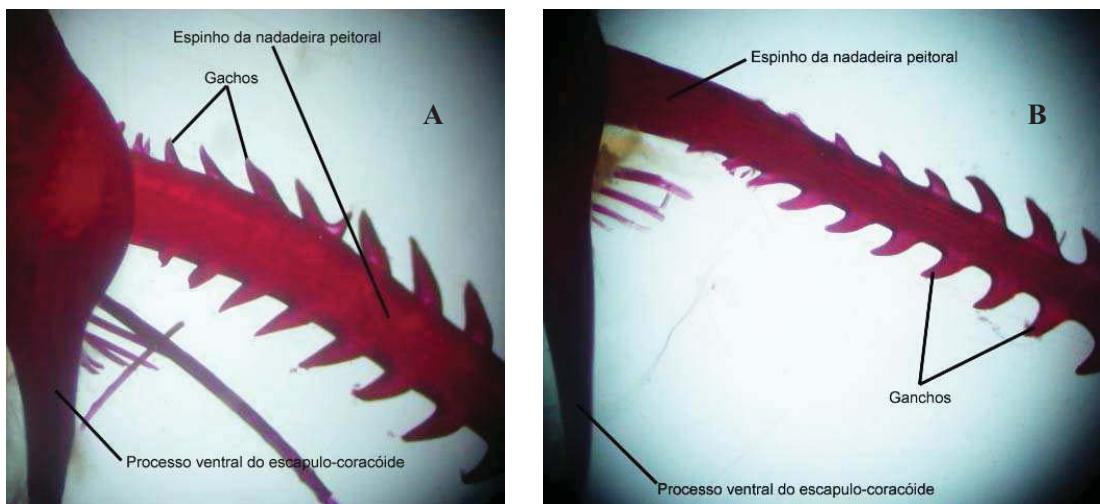 Espinho da nadadeira peitoral
Gachos
A
Processo ventral do escapulo-coracóide
Espinho da nadadeira peitoral
B
Ganchos
Processo ventral do escapulo-coracóide